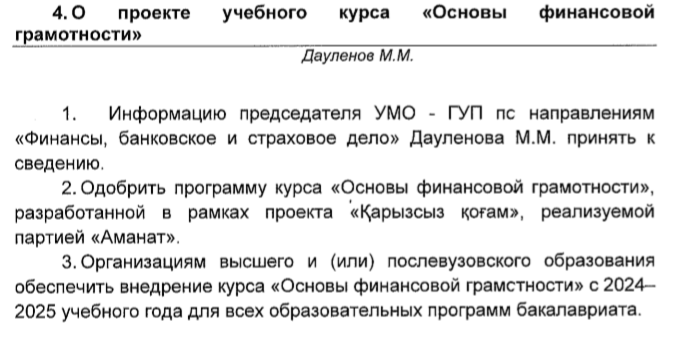 4. О проекте учебного курса «Основы финансовой
грамотности»
Дауленов М.М.
1. Информацию председателя УМО - ГУП пс направлениям
«Финансы, банковское и страховое дело» Дауленова М.М. принять к
сведению.
2. Одобрить программу курса «Основы финансовой грамотности»,
разработанной в рамках проекта «Қарызсыз қоғам», реализуемой
партией «Аманат».
3. Организациям высшего и (или) послевузовского образования
обеспечить внедрение курса «Основы финансовой грамстности» с 2024–
2025 учебного года для всех образовательных программ бакалавриата.